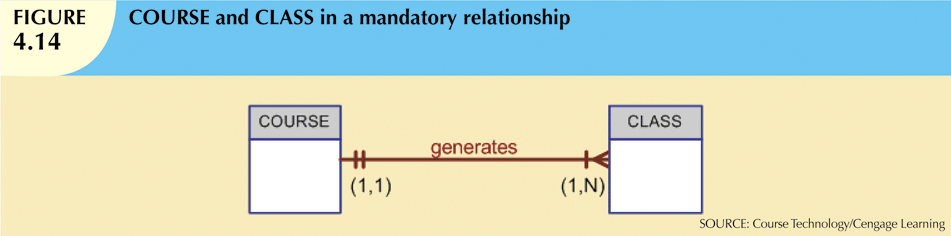 FIGURE
4.14
COURSE and CLASS in a mandatory relationship
COURSE
CLASS
generates
(1,1)
(1,N)
SOURCE: Course Technology/Cengage Learning